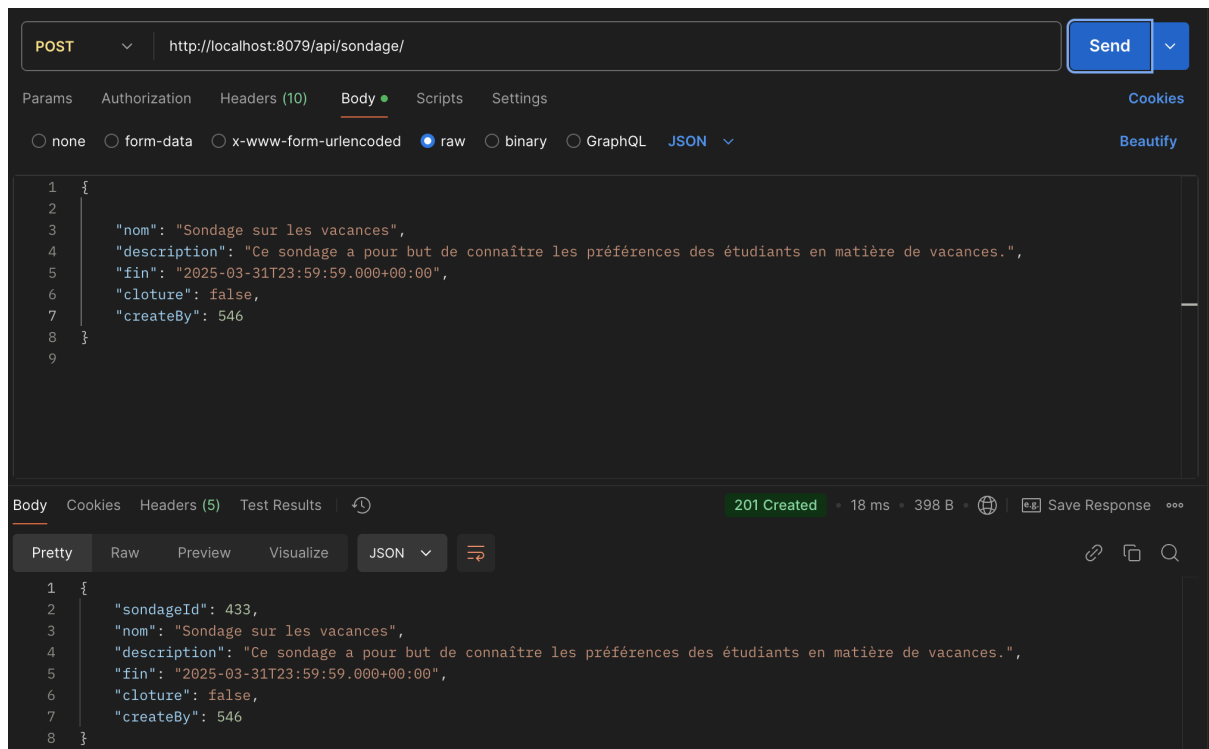 POST http://localhost:8079/api/sondage/ Send
Params Authorization Headers (10) Body Scripts Settings Cookies
none form-data x-www-form-urlencoded raw binary GraphQL JSON Beautify
1 {
2
3 "nom": "Sondage sur les vacances",
4 "description": "Ce sondage a pour but de connaître les préférences des étudiants en matière de vacances.",
5 "fin": "2025-03-31T23:59:59.000+00:00",
6 "cloture": false,
7 "createBy": 546
8 }
9
Body Cookies Headers (5) Test Results 201 Created 18 ms 398 B e.g. Save Response
Pretty Raw Preview Visualize JSON
1 {
2 "sondageId": 433,
3 "nom": "Sondage sur les vacances",
4 "description": "Ce sondage a pour but de connaître les préférences des étudiants en matière de vacances.",
5 "fin": "2025-03-31T23:59:59.000+00:00",
6 "cloture": false,
7 "createBy": 546
8 }